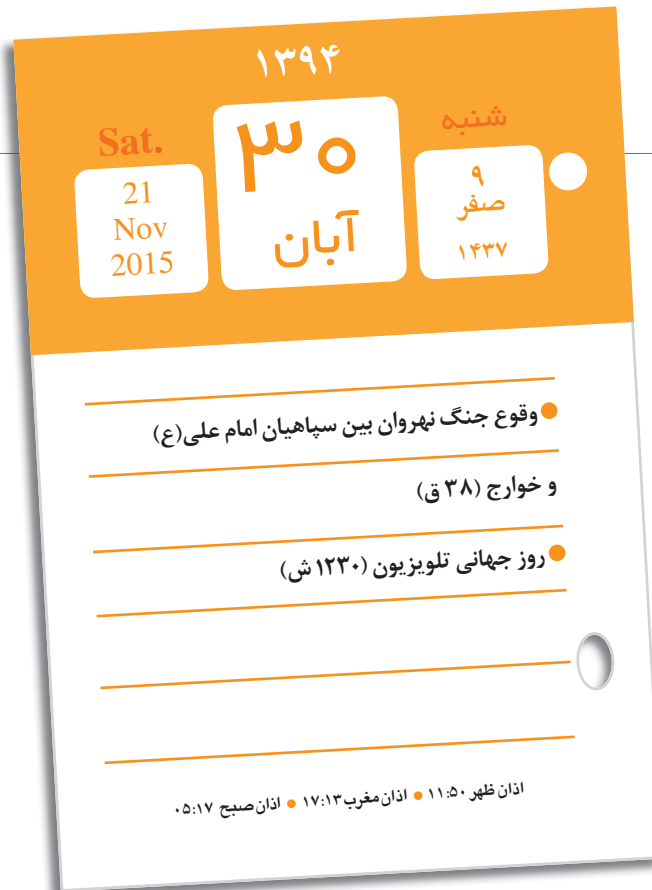 ۱۳۹۴
شنبه
۹
صفر
۱۴۳۷
۳۰
آبان
Sat.
21
Nov
2015
وقوع جنگ نهروان بین سپاهیان امام علی(ع)
و خوارج (۳۸ ق)
روز جهانی تلویزیون (۱۲۳۰ ش)
اذان ظهر ۱۱:۵۰ ● اذان مغرب ۱۷:۱۳ ● اذان صبح ۰۵:۱۷